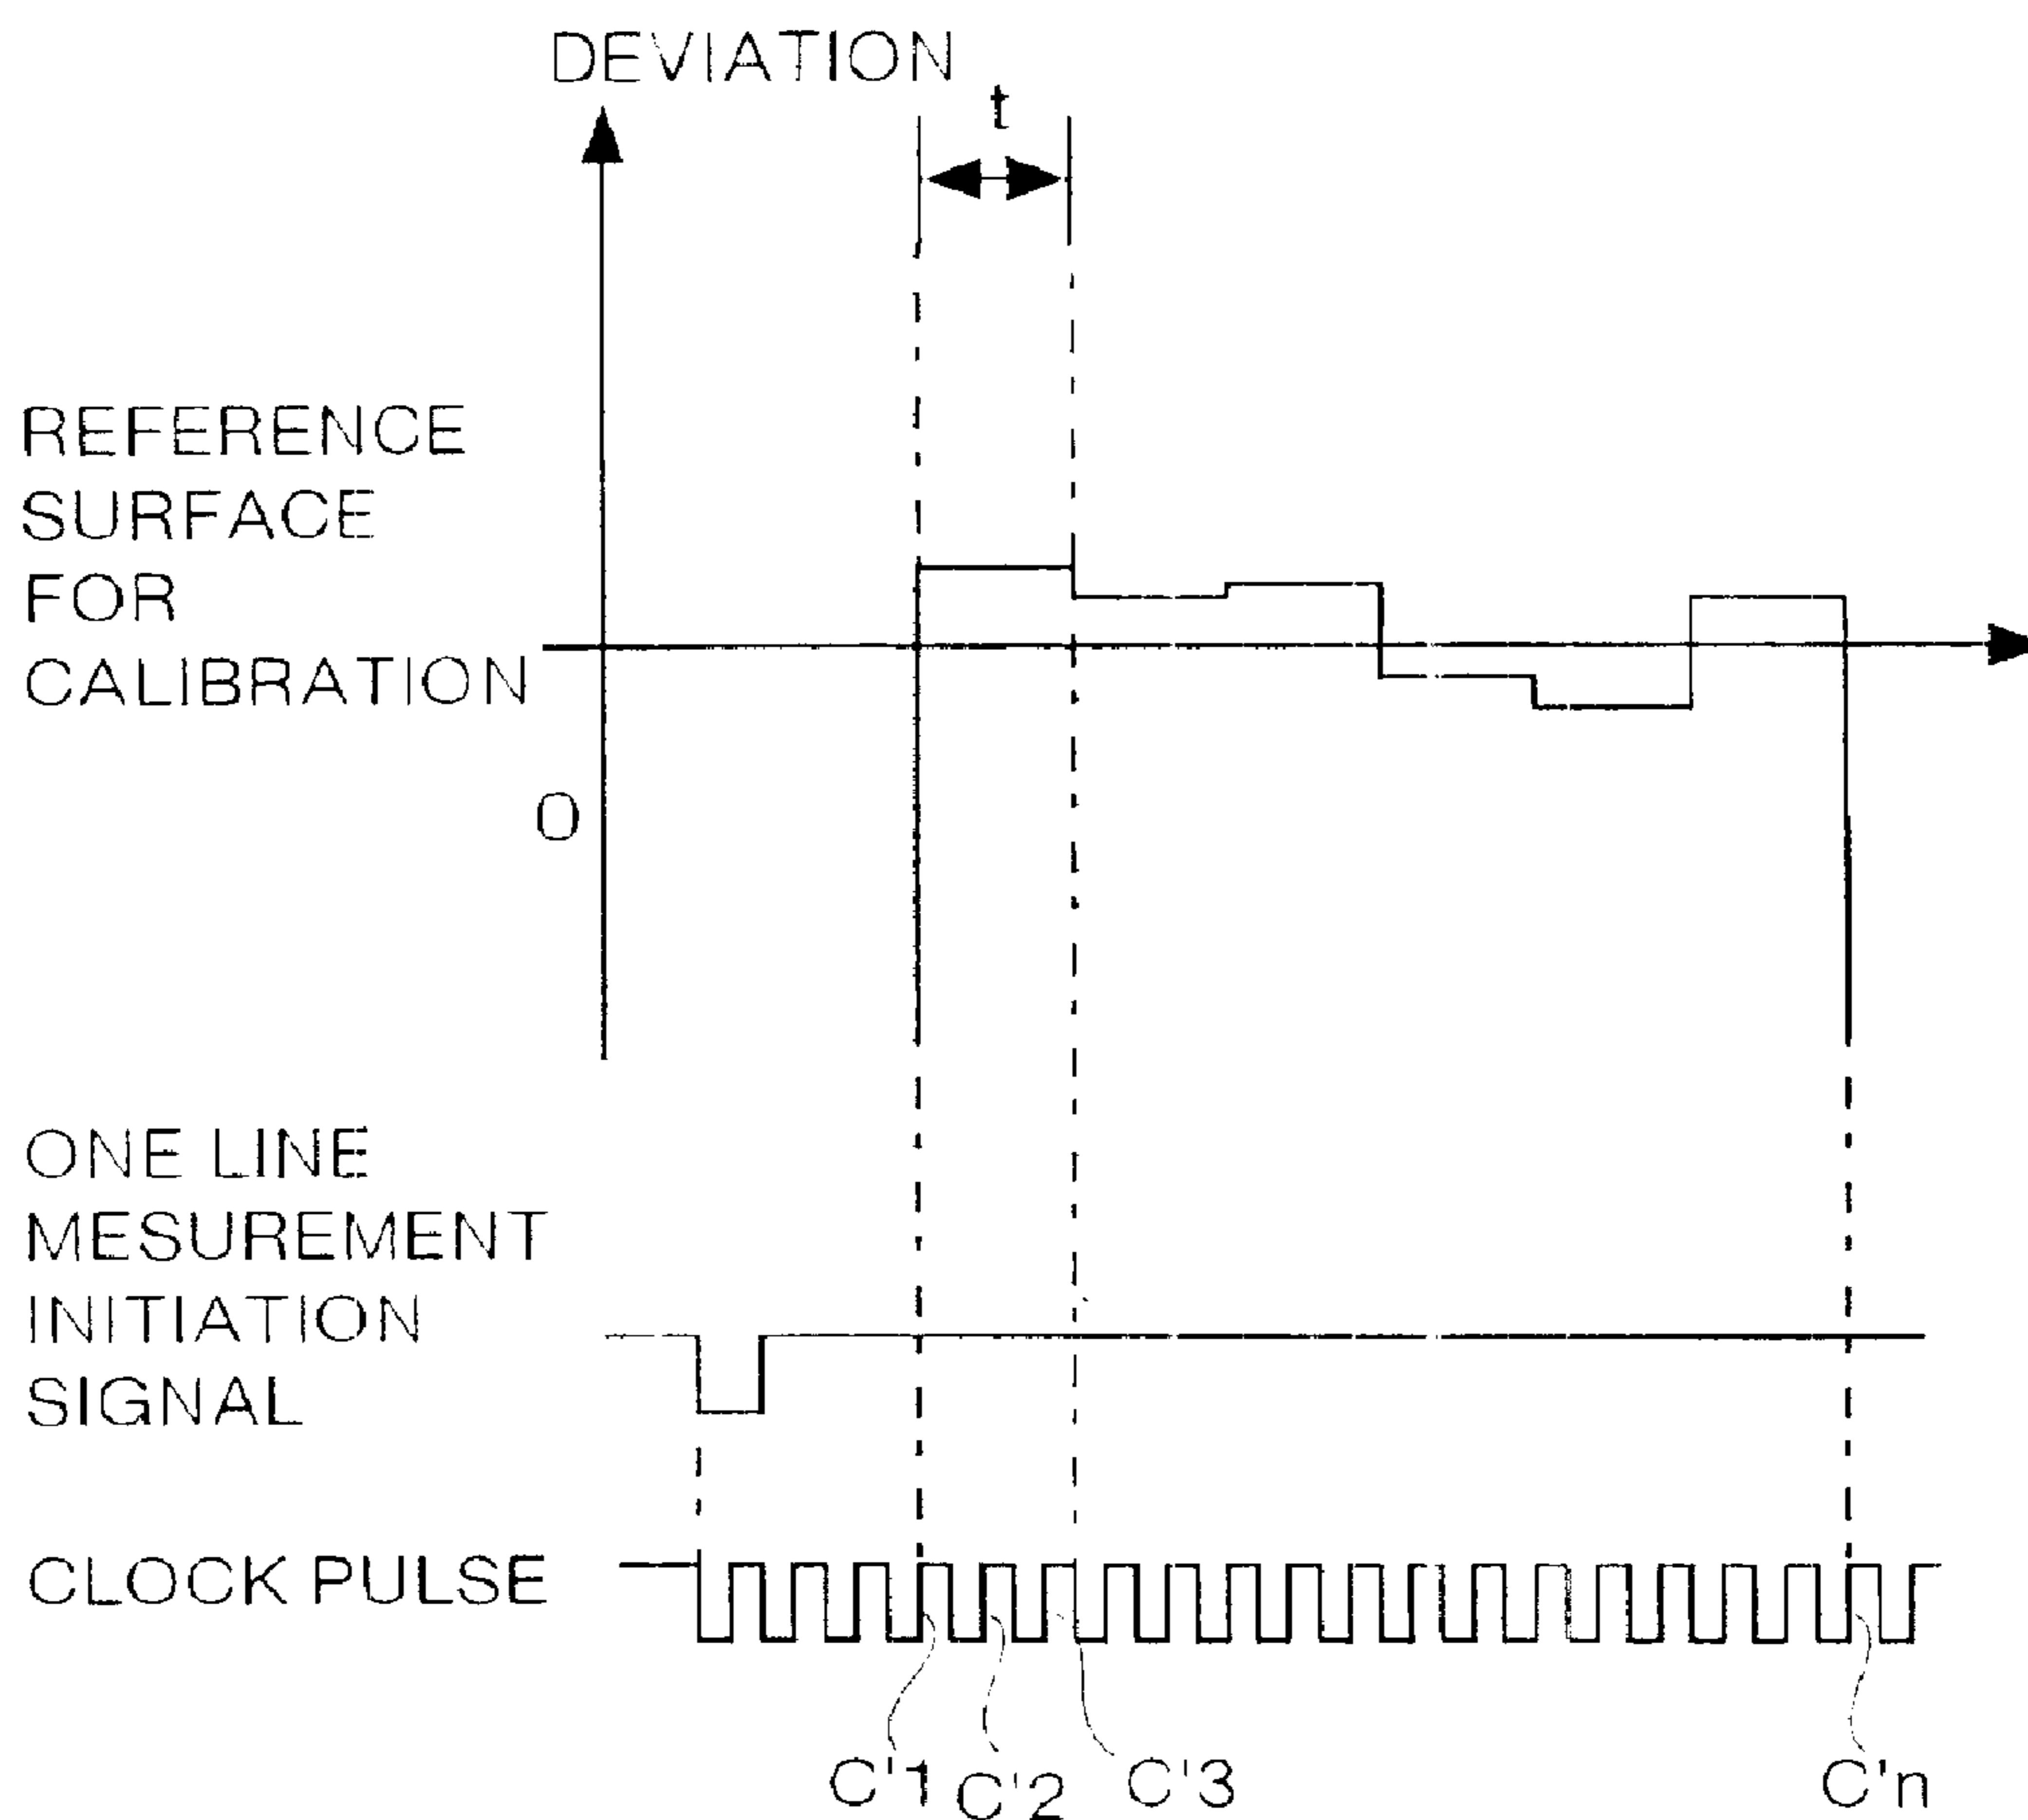 DEVIATION
t
REFERENCE
SURFACE
FOR
CALIBRATION
O
ONE LINE
MESUREMENT
INITIATION
SIGNAL
CLOCK PULSE
C'1 C'2 C'3 C'n